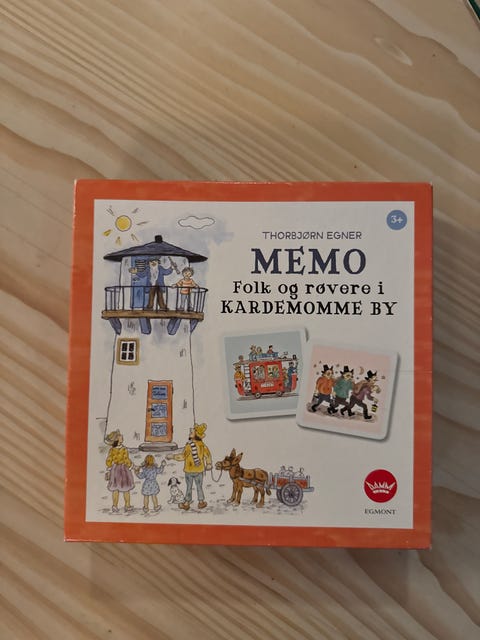 3+
THORBJØRN EGNER
MEMO
Folk og røvere i
KARDEMOMME BY
DAMM
EGMONT